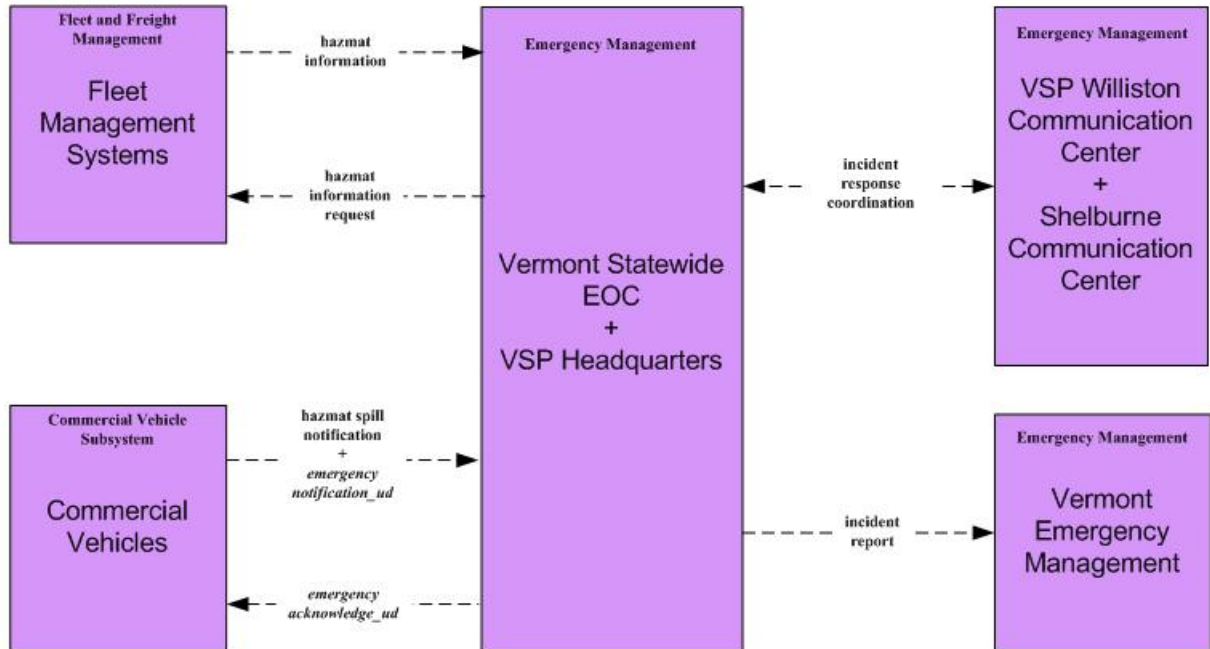 Fleet and Freight
Management
Fleet
Management
Systems
hazmat
information
hazmat
information
request
Emergency Management
Vermont Statewide
EOC
+
VSP Headquarters
Emergency Management
VSP Williston
Communication
Center
+
Shelburne
Communication
Center
incident
response
coordination
Commercial Vehicle
Subsystem
Commercial
Vehicles
hazmat spill
notification
+
emergency
notification_ud
emergency
acknowledge_ud
incident
report
Emergency Management
Vermont
Emergency
Management